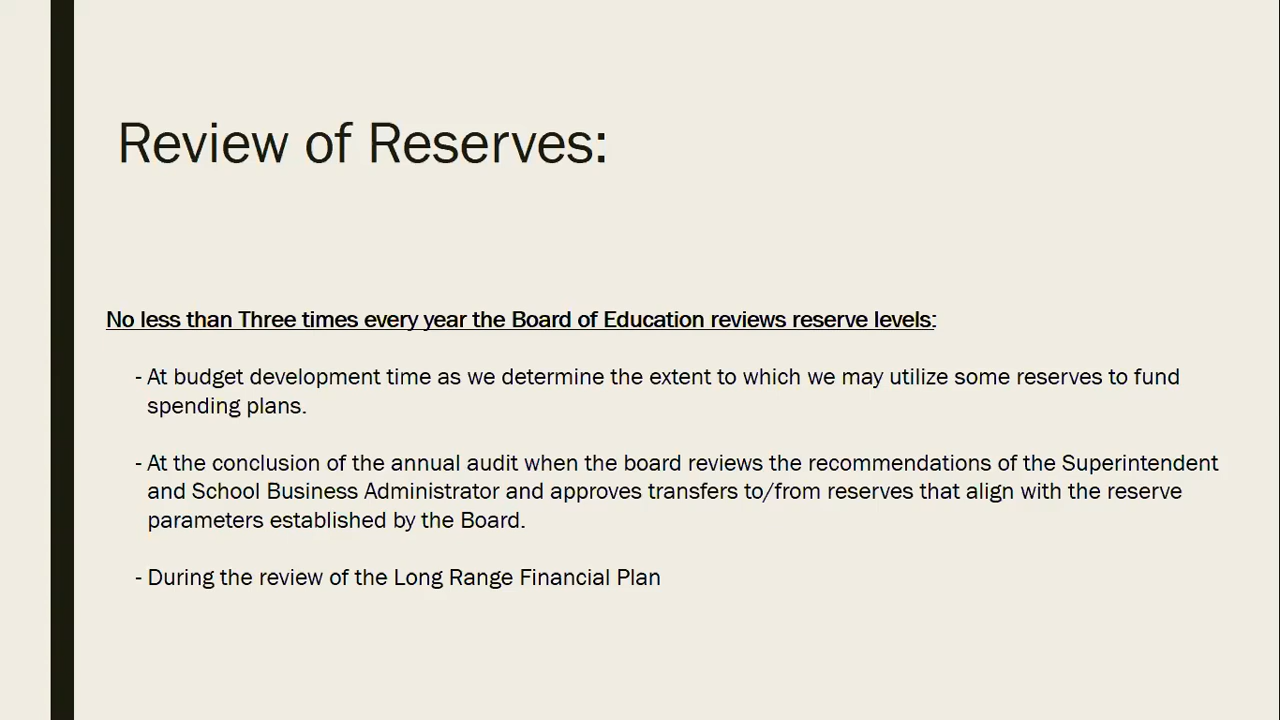 Review of Reserves:
No less than Three times every year the Board of Education reviews reserve levels:
- At budget development time as we determine the extent to which we may utilize some reserves to fund
spending plans.
- At the conclusion of the annual audit when the board reviews the recommendations of the Superintendent
and School Business Administrator and approves transfers to/from reserves that align with the reserve
parameters established by the Board.
- During the review of the Long Range Financial Plan